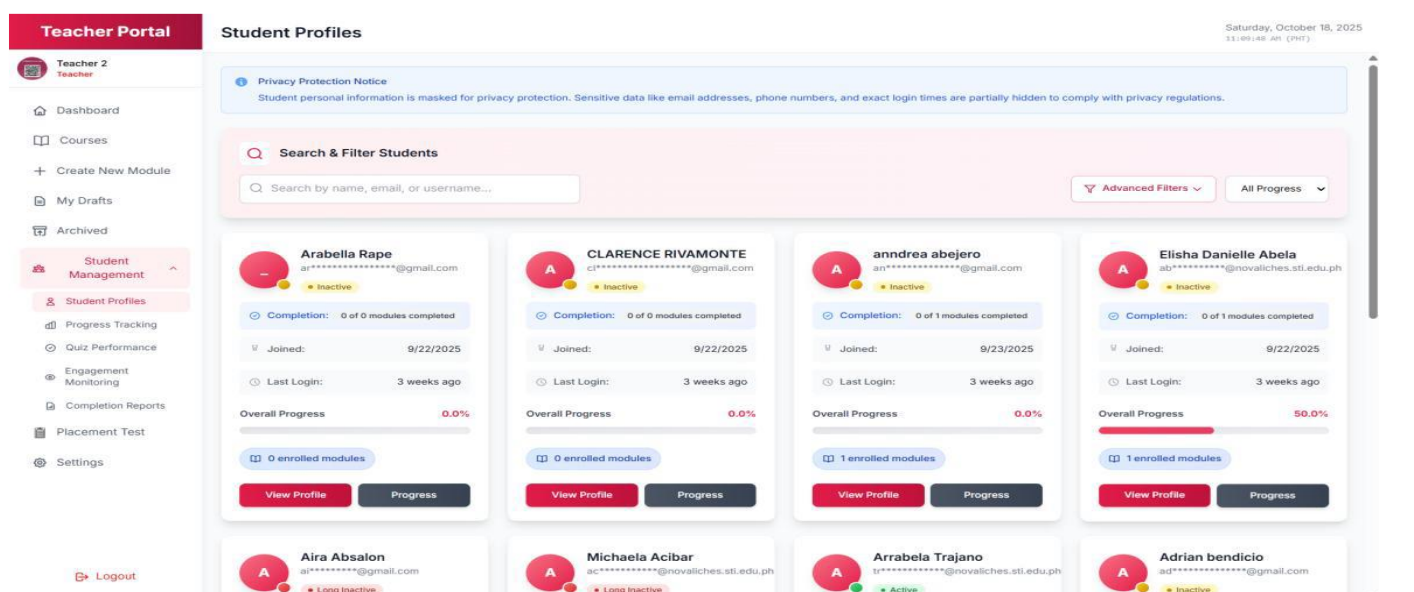 Teacher Portal
Teacher 2
Teacher
Dashboard
Courses
Create New Module
My Drafts
Archived
Student
Management
Student Profiles
Progress Tracking
Quiz Performance
Engagement
Monitoring
Completion Reports
Placement Test
Settings
Logout
Student Profiles
Saturday, October 18, 2025
11:09:48 AM (PHT)
Privacy Protection Notice
Student personal information is masked for privacy protection. Sensitive data like email addresses, phone numbers, and exact login times are partially hidden to comply with privacy regulations.
Search & Filter Students
Search by name, email, or username...
Advanced Filters
All Progress
_
Arabella Rape
ar****************@gmail.com
Inactive
Completion: 0 of 0 modules completed
Joined: 9/22/2025
Last Login: 3 weeks ago
Overall Progress 0.0%
0 enrolled modules
View Profile Progress
A
CLARENCE RIVAMONTE
cl******************@gmail.com
Inactive
Completion: 0 of 0 modules completed
Joined: 9/22/2025
Last Login: 3 weeks ago
Overall Progress 0.0%
0 enrolled modules
View Profile Progress
A
anndrea abejero
an*************@gmail.com
Inactive
Completion: 0 of 1 modules completed
Joined: 9/23/2025
Last Login: 3 weeks ago
Overall Progress 0.0%
1 enrolled modules
View Profile Progress
A
Elisha Danielle Abela
ab**********@novaliches.sti.edu.ph
Inactive
Completion: 0 of 1 modules completed
Joined: 9/22/2025
Last Login: 3 weeks ago
Overall Progress 50.0%
1 enrolled modules
View Profile Progress
A
Aira Absalon
ai*********@gmail.com
Long Inactive
A
Michaela Acibar
ac***********@novaliches.sti.edu.ph
Long Inactive
A
Arrabela Trajano
tr************@novaliches.sti.edu.ph
Active
A
Adrian bendicio
ad**************@gmail.com
Inactive